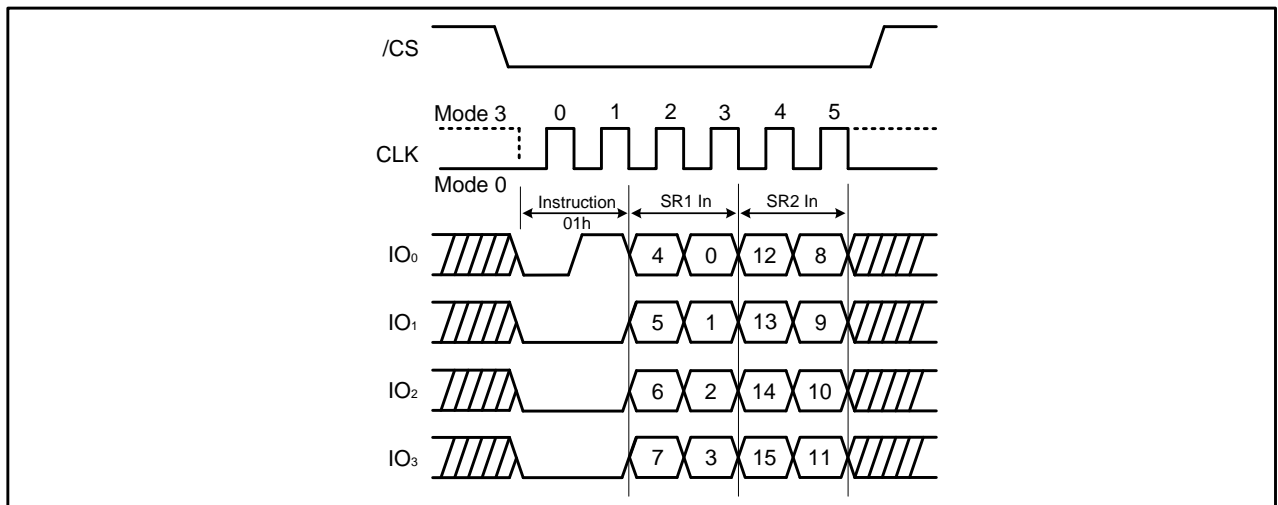 /CS
Mode 3 0 1 2 3 4 5
CLK
Mode 0
Instruction SR1 In SR2 In
01h
IO₀ 4 0 12 8
IO₁ 5 1 13 9
IO₂ 6 2 14 10
IO₃ 7 3 15 11